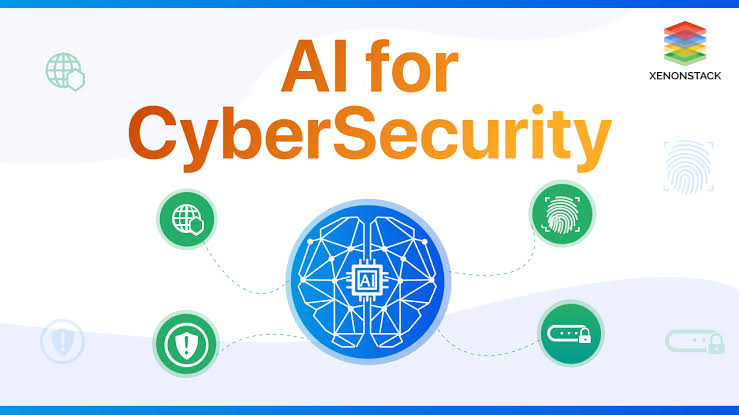 AI for
XENONSTACK
CyberSecurity
AI